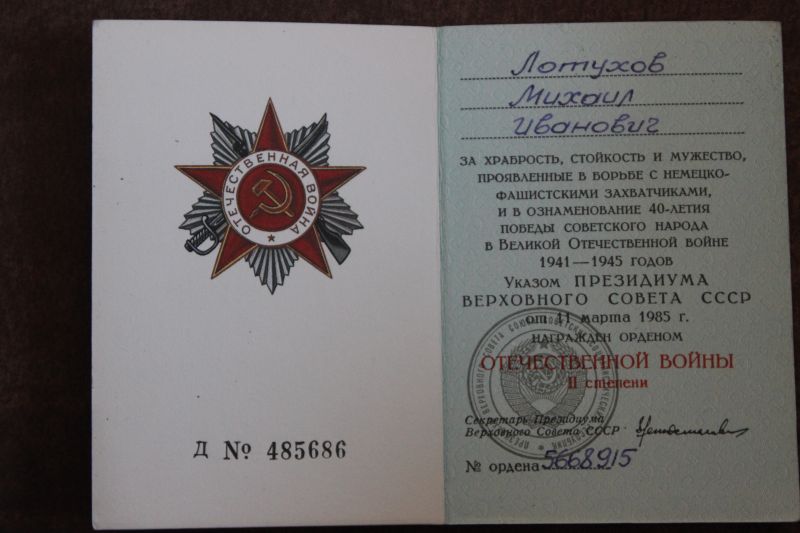 ОТЕЧЕСТВЕННАЯ ВОЙНА
Д № 485686
Лотухов
Михаил
Иванович
ЗА ХРАБРОСТЬ, СТОЙКОСТЬ И МУЖЕСТВО,
ПРОЯВЛЕННЫЕ В БОРЬБЕ С НЕМЕЦКО-
ФАШИСТСКИМИ ЗАХВАТЧИКАМИ,
И В ОЗНАМЕНОВАНИЕ 40-ЛЕТИЯ
ПОБЕДЫ СОВЕТСКОГО НАРОДА
В ВЕЛИКОЙ ОТЕЧЕСТВЕННОЙ ВОЙНЕ
1941—1945 ГОДОВ
УКАЗОМ ПРЕЗИДИУМА
ВЕРХОВНОГО СОВЕТА СССР
от 11 марта 1985 г.
НАГРАЖДЕН ОРДЕНОМ
ОТЕЧЕСТВЕННОЙ ВОЙНЫ
II степени
Секретарь Президиума
Верховного Совета СССР
№ ордена 5668915